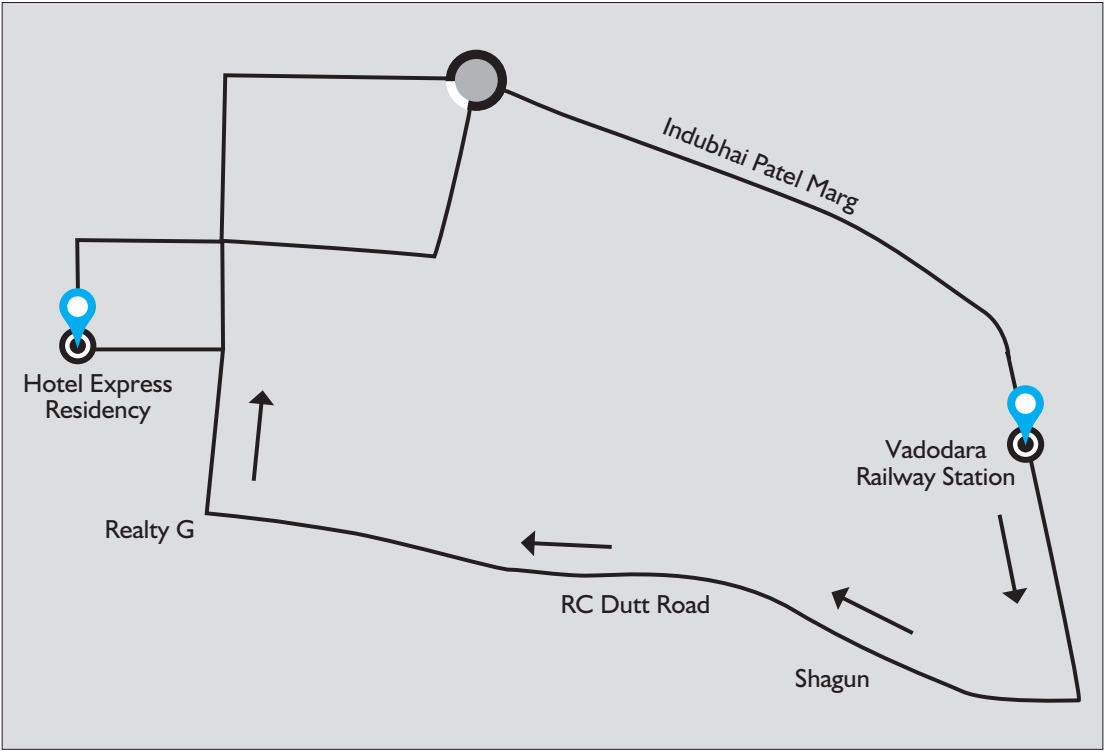 Indubhai Patel Marg
Hotel Express
Residency
Vadodara
Railway Station
Realty G
RC Dutt Road
Shagun